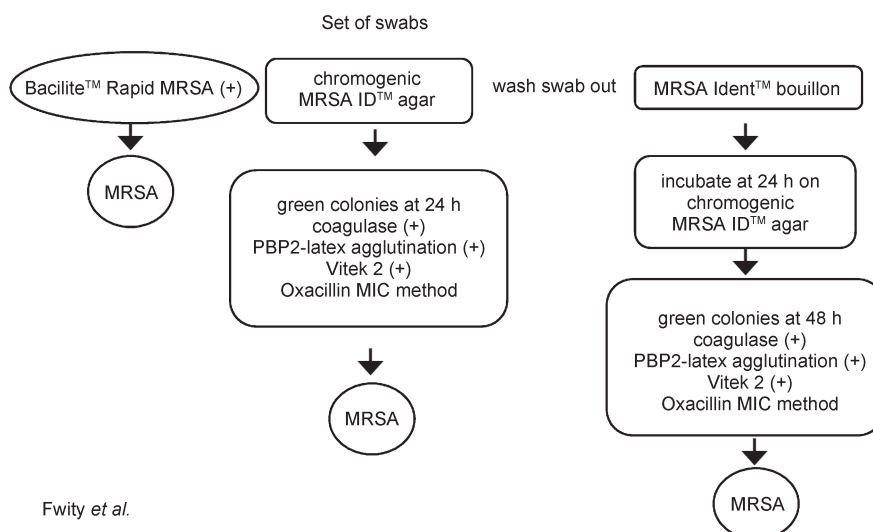 Set of swabs
Bacilite™ Rapid MRSA (+)
MRSA
chromogenic
MRSA ID™ agar
green colonies at 24 h
coagulase (+)
PBP2-latex agglutination (+)
Vitek 2 (+)
Oxacillin MIC method
MRSA
wash swab out
MRSA Ident™ bouillon
incubate at 24 h on
chromogenic
MRSA ID™ agar
green colonies at 48 h
coagulase (+)
PBP2-latex agglutination (+)
Vitek 2 (+)
Oxacillin MIC method
MRSA
Fwity et al.